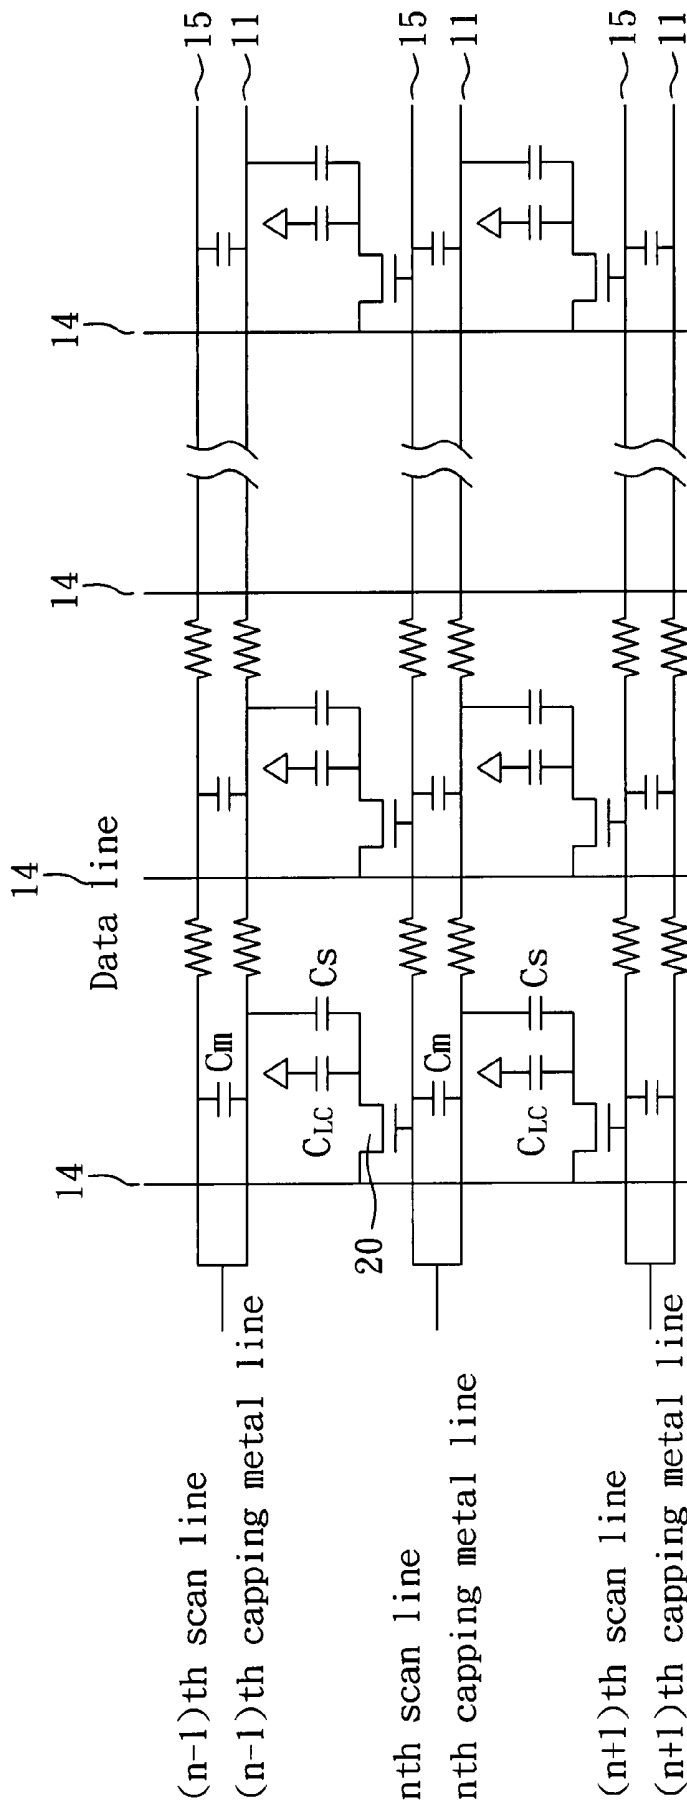 14
14
14
Data line
14
15
11
Cm
CLC
Cs
20
15
11
Cm
CLC
Cs
15
11
(n-1)th scan line
(n-1)th capping metal line
nth scan line
nth capping metal line
(n+1)th scan line
(n+1)th capping metal line